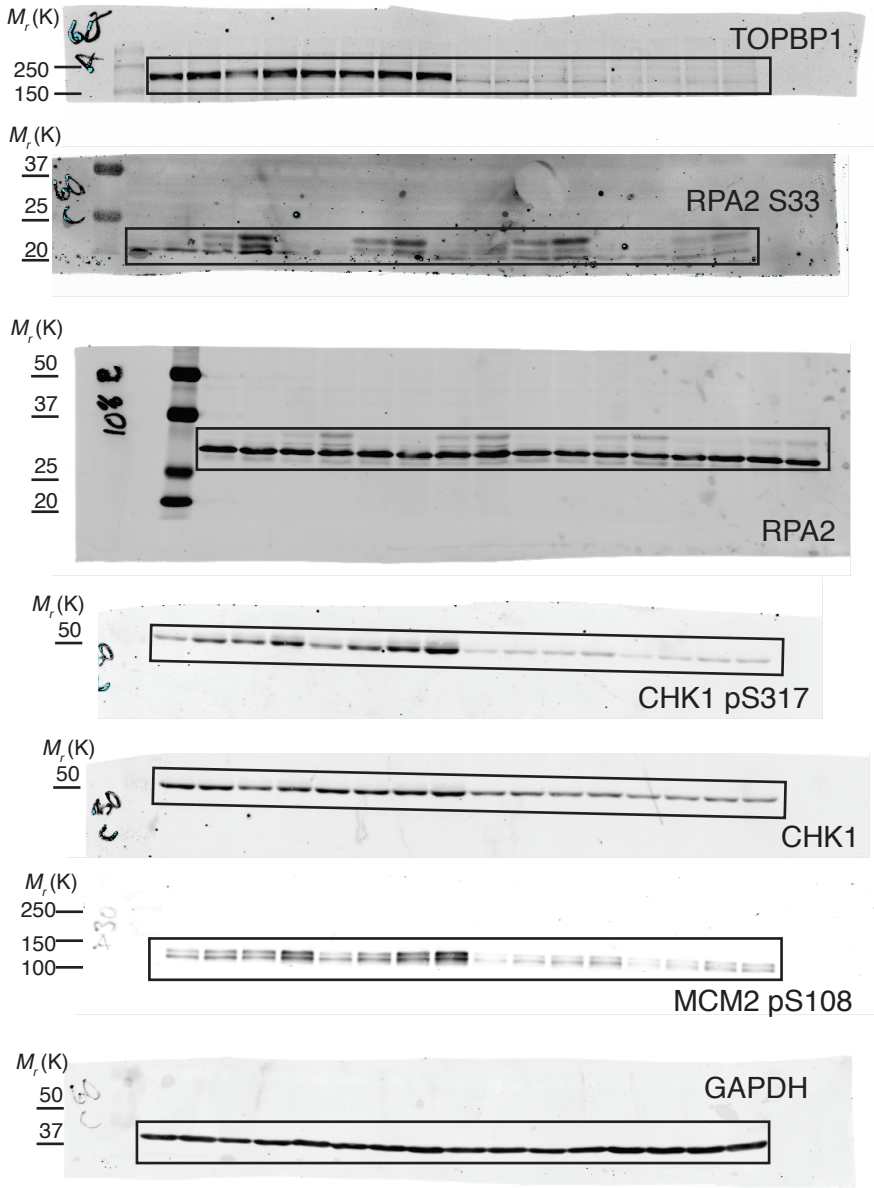 Mr (K)
TOPBP1
250
150
Mr (K)
37
RPA2 S33
25
20
Mr (K)
50
10% B
37
25
20
RPA2
Mr (K)
50
CHK1 pS317
Mr (K)
50
CHK1
Mr (K)
250
150
100
MCM2 pS108
Mr (K)
GAPDH
50
37